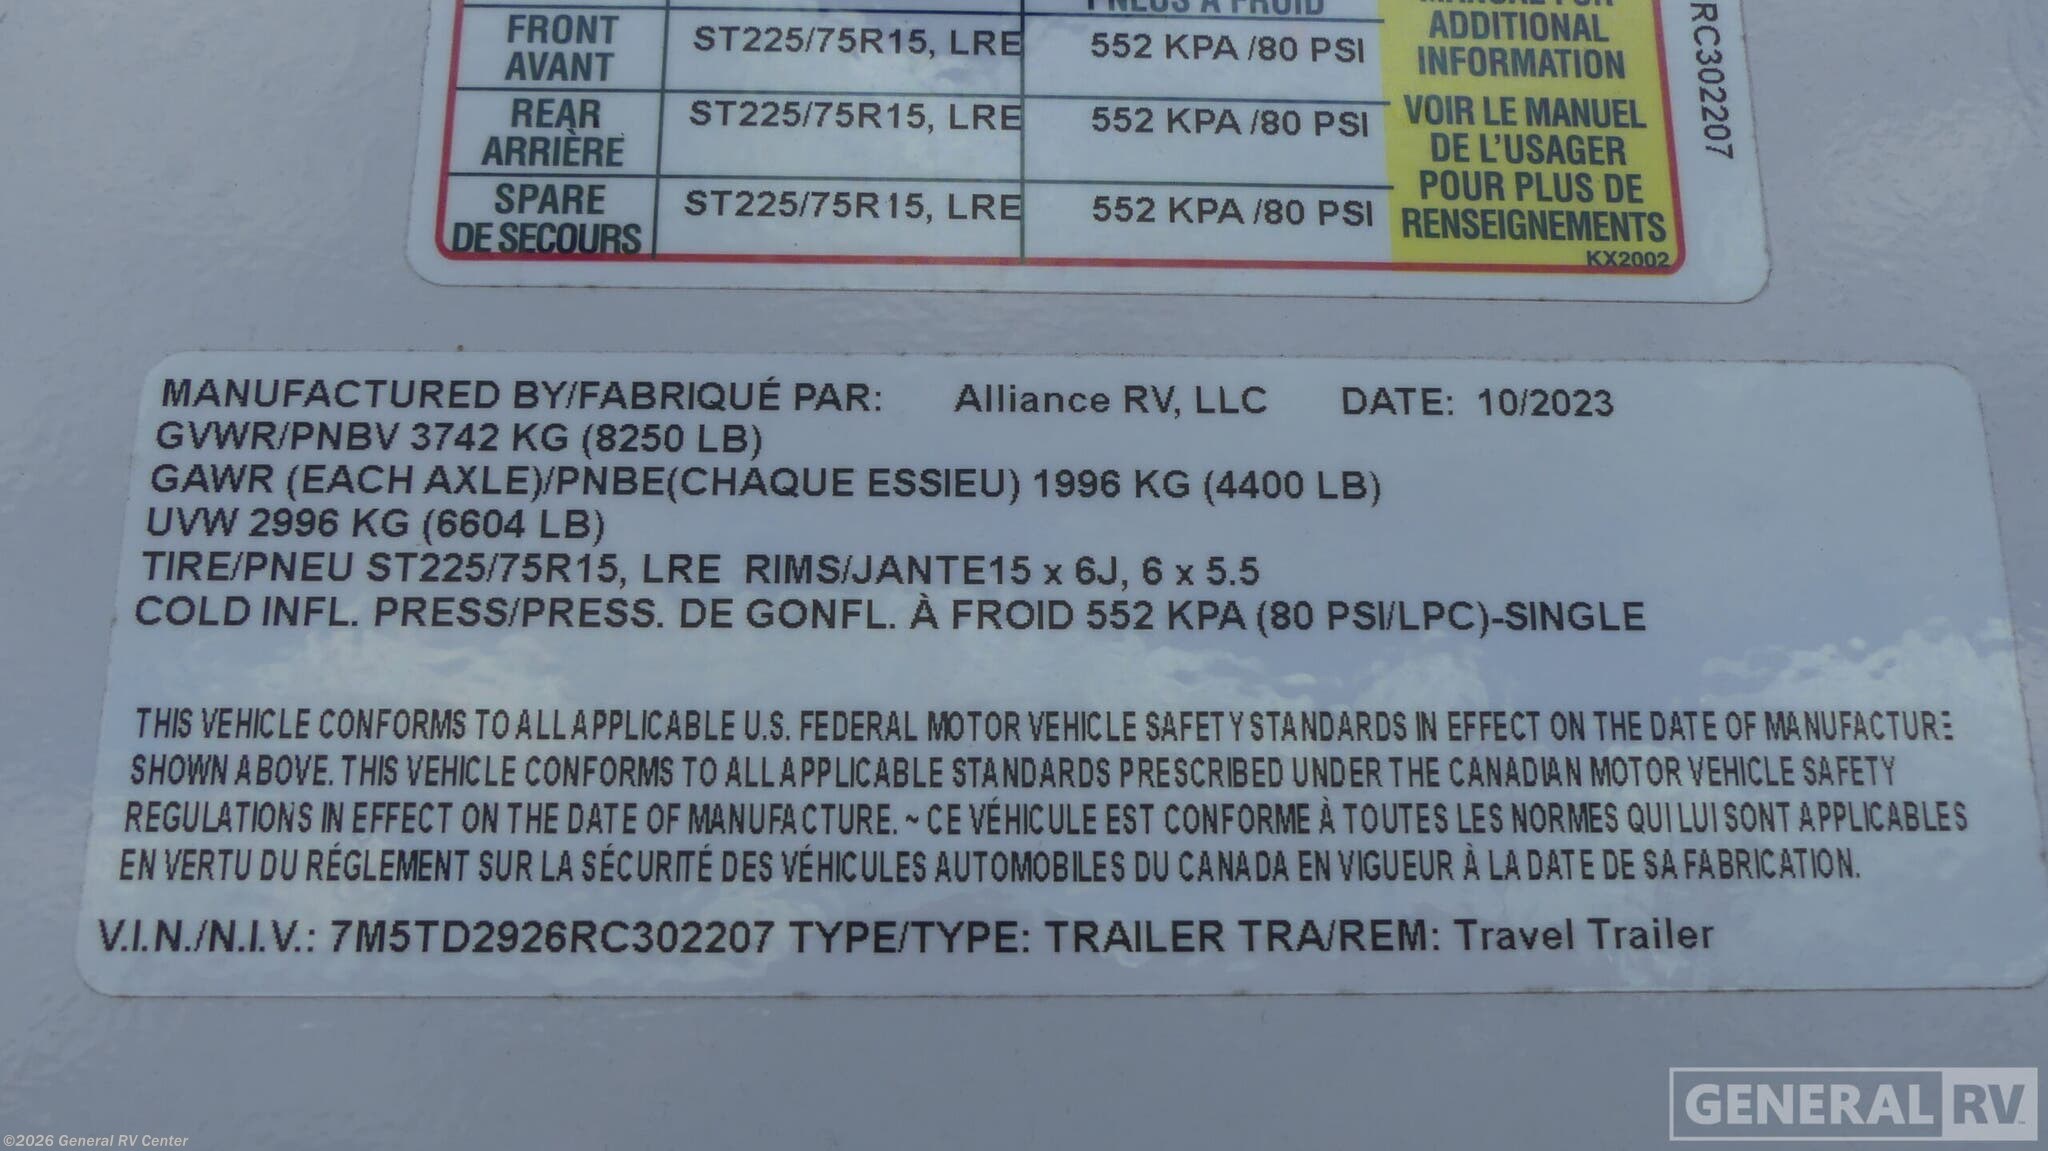 PNEUS À FROID
MANUAL FOR
ADDITIONAL
INFORMATION
FRONT
AVANT
ST225/75R15, LRE
552 KPA /80 PSI
REAR
ARRIÈRE
ST225/75R15, LRE
552 KPA /80 PSI
SPARE
DE SECOURS
ST225/75R15, LRE
552 KPA /80 PSI
VOIR LE MANUEL
DE L'USAGER
POUR PLUS DE
RENSEIGNEMENTS
KX2002
RC302207
MANUFACTURED BY/FABRIQUÉ PAR: Alliance RV, LLC DATE: 10/2023
GVWR/PNBV 3742 KG (8250 LB)
GAWR (EACH AXLE)/PNBE(CHAQUE ESSIEU) 1996 KG (4400 LB)
UVW 2996 KG (6604 LB)
TIRE/PNEU ST225/75R15, LRE RIMS/JANTE15 x 6J, 6 x 5.5
COLD INFL. PRESS/PRESS. DE GONFL. À FROID 552 KPA (80 PSI/LPC)-SINGLE
THIS VEHICLE CONFORMS TO ALL APPLICABLE U.S. FEDERAL MOTOR VEHICLE SAFETY STANDARDS IN EFFECT ON THE DATE OF MANUFACTURE
SHOWN ABOVE. THIS VEHICLE CONFORMS TO ALL APPLICABLE STANDARDS PRESCRIBED UNDER THE CANADIAN MOTOR VEHICLE SAFETY
REGULATIONS IN EFFECT ON THE DATE OF MANUFACTURE. ~ CE VÉHICULE EST CONFORME À TOUTES LES NORMES QUI LUI SONT APPLICABLES
EN VERTU DU RÉGLEMENT SUR LA SÉCURITÉ DES VÉHICULES AUTOMOBILES DU CANADA EN VIGUEUR À LA DATE DE SA FABRICATION.
V.I.N./N.I.V.: 7M5TD2926RC302207 TYPE/TYPE: TRAILER TRA/REM: Travel Trailer
GENERAL RV
©2026 General RV Center